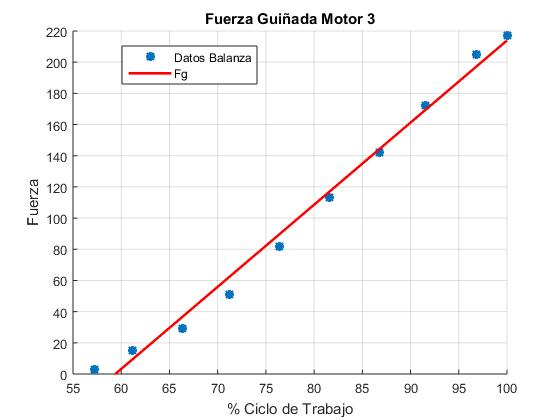 Fuerza Guiñada Motor 3
Datos Balanza
Fg
220
200
180
160
140
120
100
80
60
40
20
0
Fuerza
55 60 65 70 75 80 85 90 95 100
% Ciclo de Trabajo